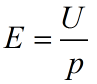 E = U/p